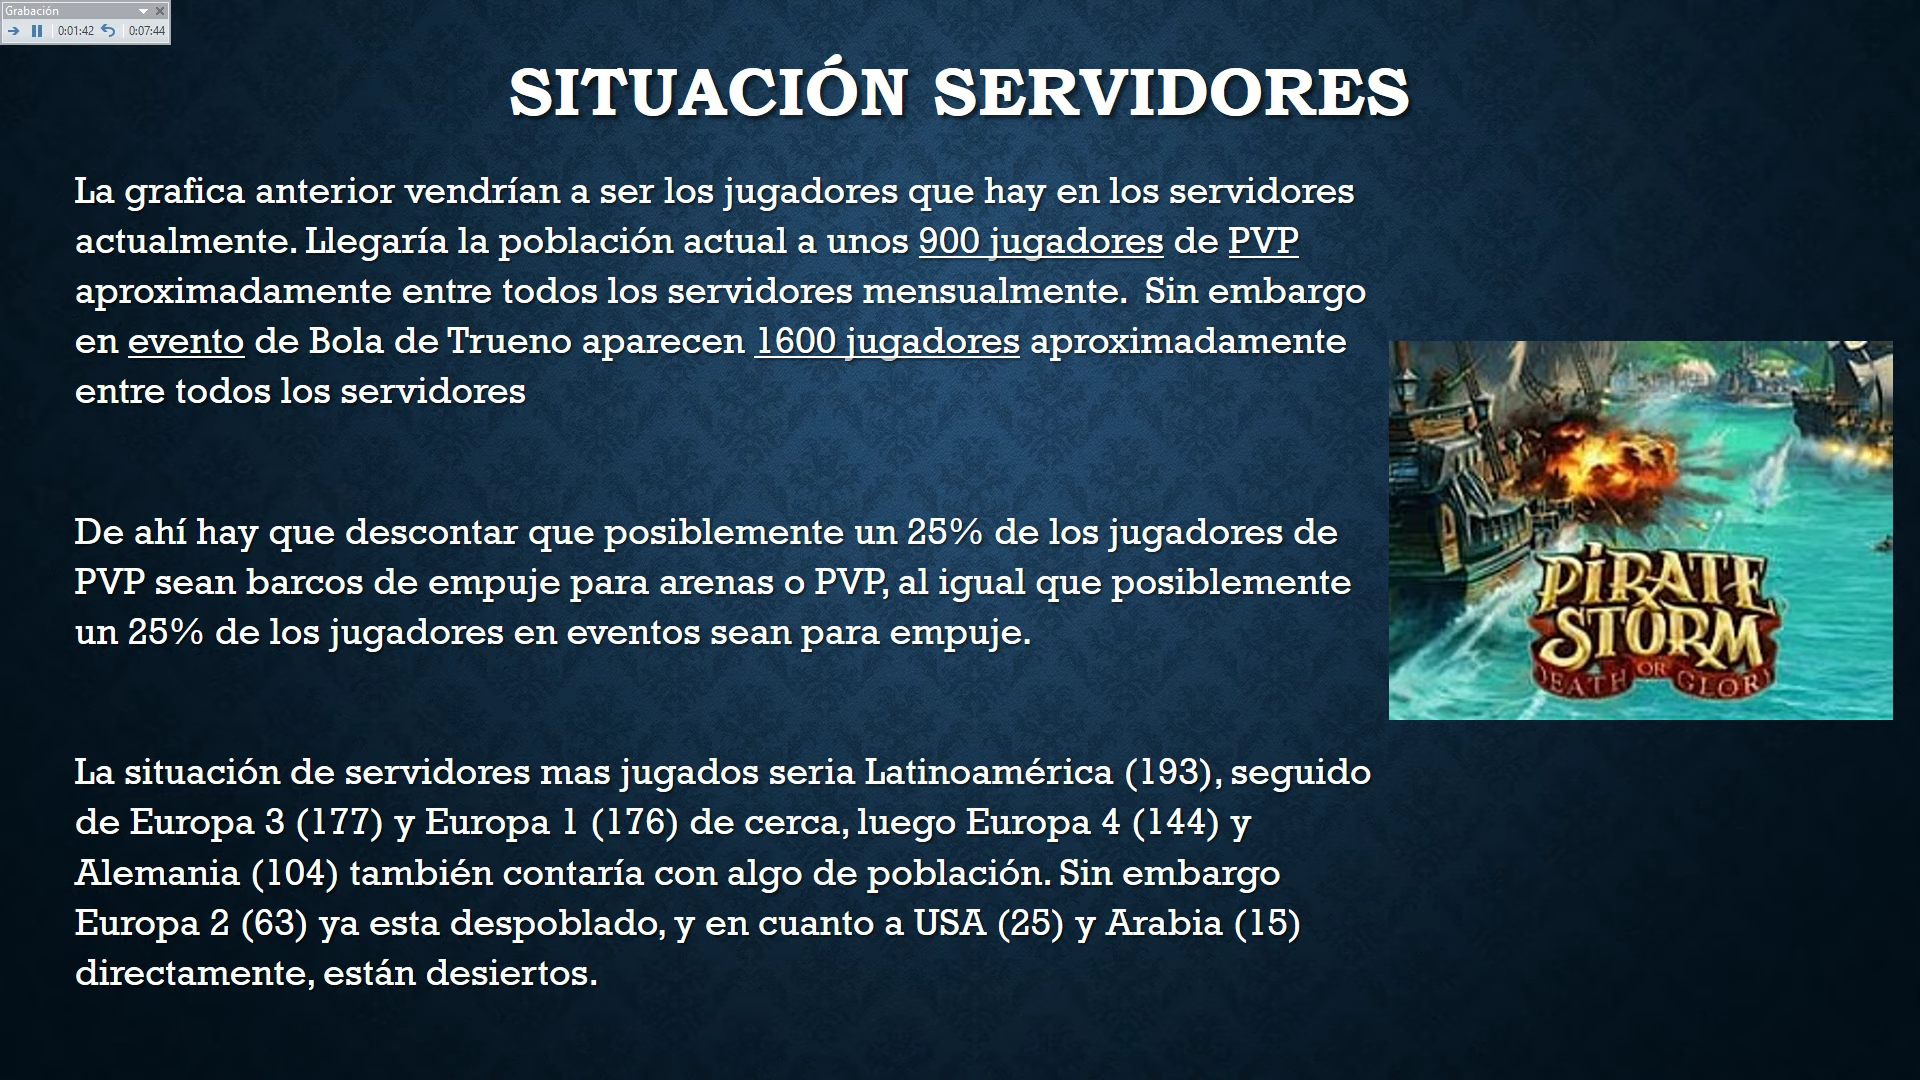 Grabación
0:01:42 0:07:44
SITUACIÓN SERVIDORES
La grafica anterior vendrían a ser los jugadores que hay en los servidores
actualmente. Llegaría la población actual a unos 900 jugadores de PVP
aproximadamente entre todos los servidores mensualmente.  Sin embargo
en evento de Bola de Trueno aparecen 1600 jugadores aproximadamente
entre todos los servidores
De ahí hay que descontar que posiblemente un 25% de los jugadores de
PVP sean barcos de empuje para arenas o PVP, al igual que posiblemente
un 25% de los jugadores en eventos sean para empuje.
La situación de servidores mas jugados seria Latinoamérica (193), seguido
de Europa 3 (177) y Europa 1 (176) de cerca, luego Europa 4 (144) y
Alemania (104) también contaría con algo de población. Sin embargo
Europa 2 (63) ya esta despoblado, y en cuanto a USA (25) y Arabia (15)
directamente, están desiertos.
PIRATE
STORM
DEATH OR GLORY